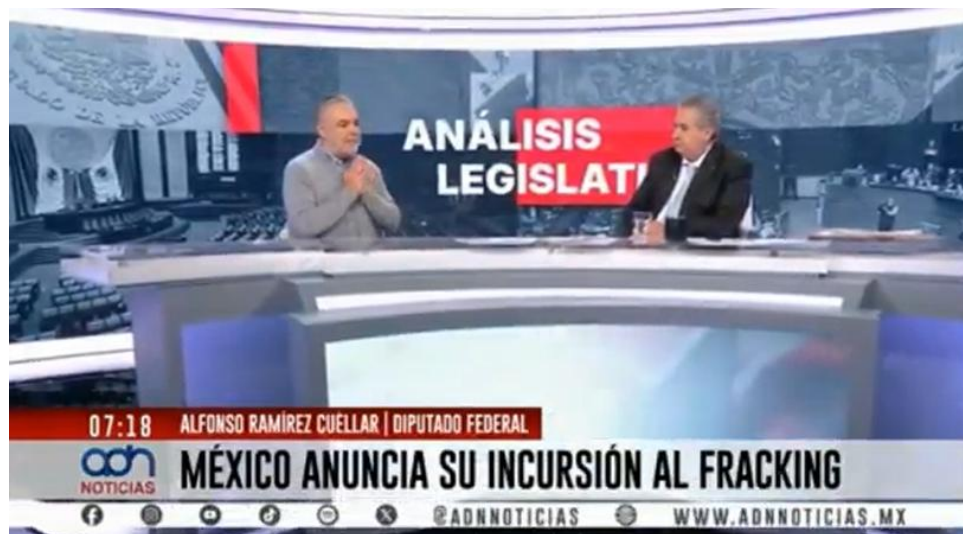 ANÁLISIS
LEGISLATI
07:18 ALFONSO RAMÍREZ CUÉLLAR | DIPUTADO FEDERAL
adn
NOTICIAS
MÉXICO ANUNCIA SU INCURSIÓN AL FRACKING
@ADNNOTICIAS WWW.ADNNOTICIAS.MX